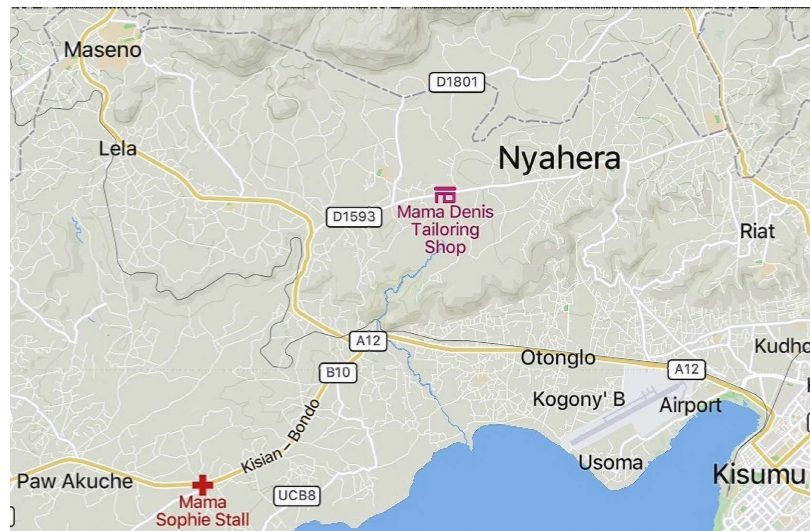 Maseno
D1801
Lela
Nyahera
D1593
Mama Denis
Tailoring
Shop
Riat
A12
Otonglo
A12
B10
Kogony' B
Airport
Kisian – Bondo
Usoma
Paw Akuche
Kisumu
UCB8
Mama
Sophie Stall